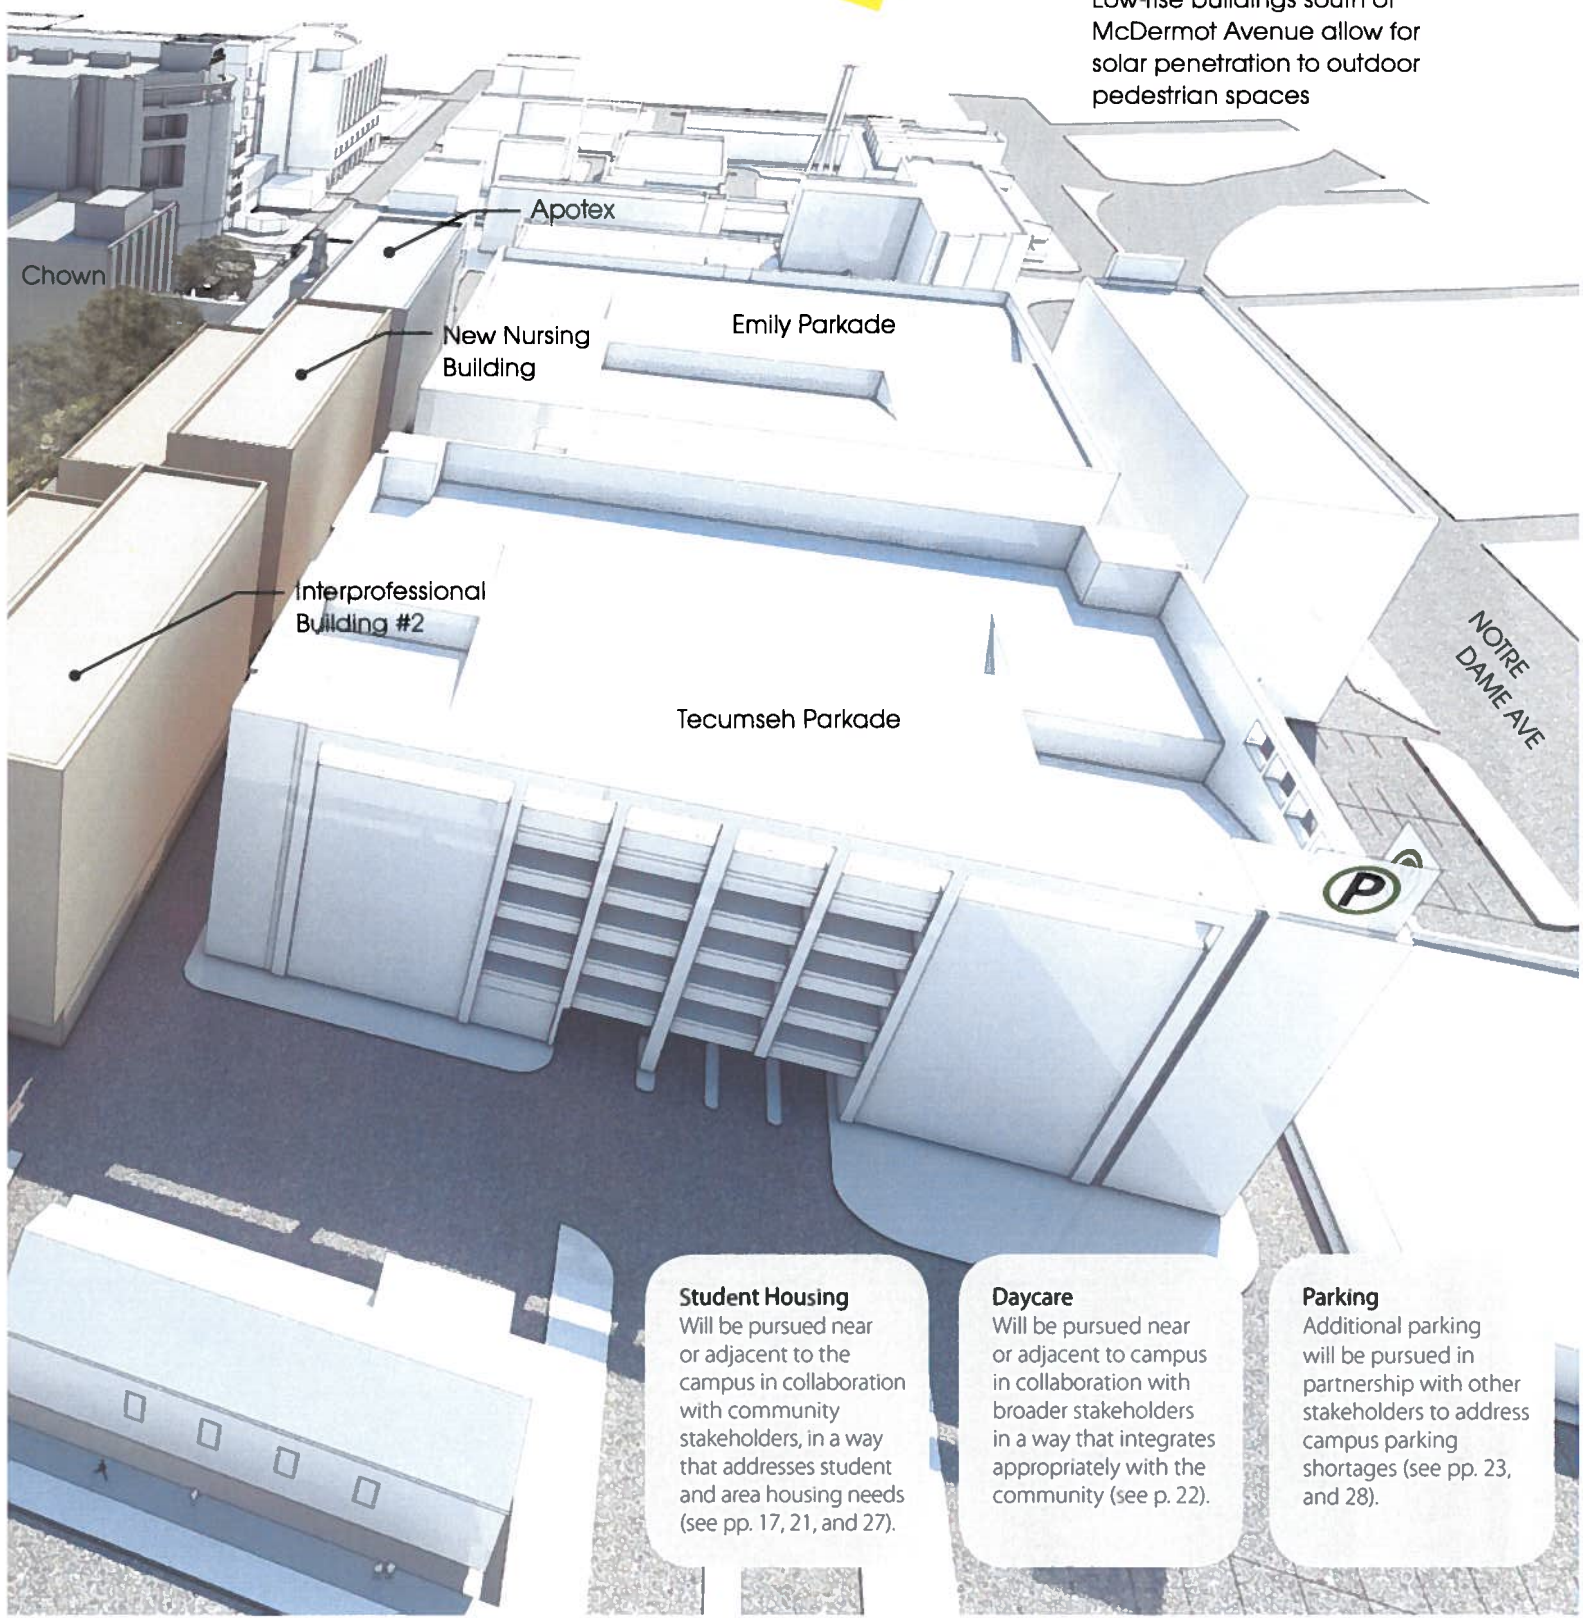 Low-rise buildings south of
McDermot Avenue allow for
solar penetration to outdoor
pedestrian spaces
Apotex
Chown
New Nursing
Building
Emily Parkade
Interprofessional
Building #2
Tecumseh Parkade
NOTRE
DAME AVE
P
Student Housing
Will be pursued near
or adjacent to the
campus in collaboration
with community
stakeholders, in a way
that addresses student
and area housing needs
(see pp. 17, 21, and 27).
Daycare
Will be pursued near
or adjacent to campus
in collaboration with
broader stakeholders
in a way that integrates
appropriately with the
community (see p. 22).
Parking
Additional parking
will be pursued in
partnership with other
stakeholders to address
campus parking
shortages (see pp. 23,
and 28).